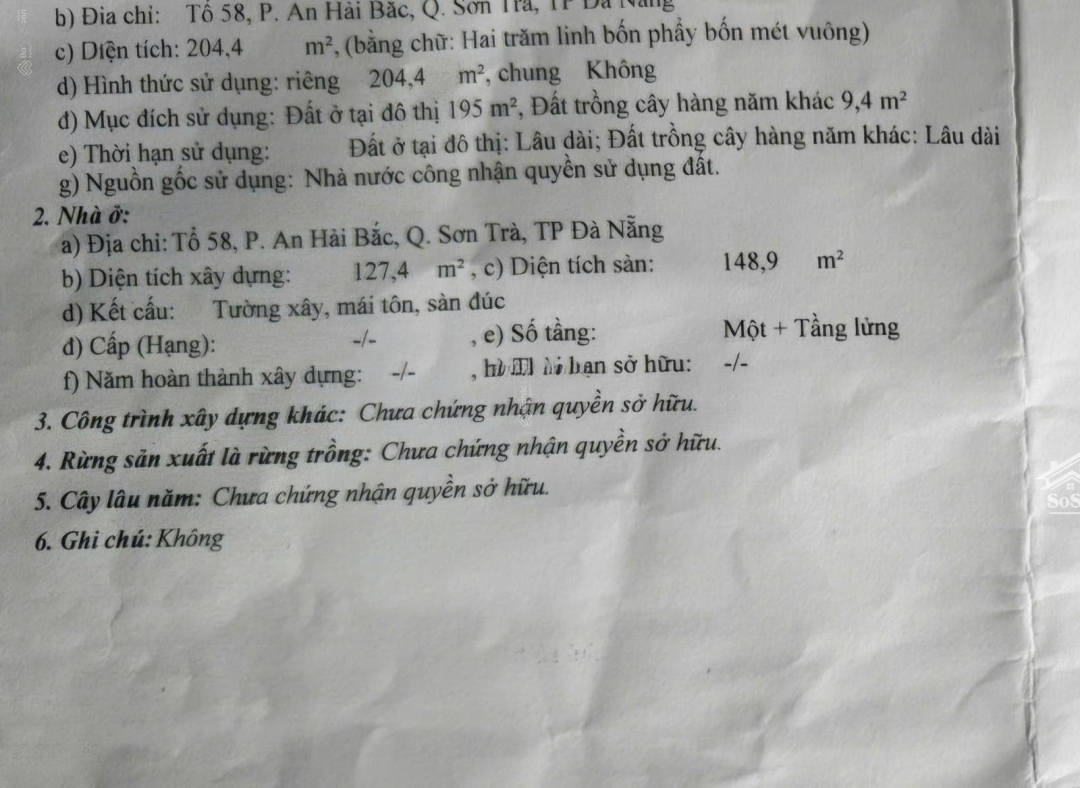 b) Địa chỉ: Tổ 58, P. An Hải Bắc, Q. Sơn Trà, TP Đà Nẵng
c) Diện tích: 204,4 m², (bằng chữ: Hai trăm linh bốn phẩy bốn mét vuông)
d) Hình thức sử dụng: riêng 204,4 m², chung Không
đ) Mục đích sử dụng: Đất ở tại đô thị 195 m², Đất trồng cây hàng năm khác 9,4 m²
e) Thời hạn sử dụng: Đất ở tại đô thị: Lâu dài; Đất trồng cây hàng năm khác: Lâu dài
g) Nguồn gốc sử dụng: Nhà nước công nhận quyền sử dụng đất.
2. Nhà ở:
a) Địa chỉ: Tổ 58, P. An Hải Bắc, Q. Sơn Trà, TP Đà Nẵng
b) Diện tích xây dựng: 127,4 m², c) Diện tích sàn: 148,9 m²
d) Kết cấu: Tường xây, mái tôn, sàn đúc
đ) Cấp (Hạng): -/- , e) Số tầng: Một + Tầng lửng
f) Năm hoàn thành xây dựng: -/- , hạn sở hữu: -/-
3. Công trình xây dựng khác: Chưa chứng nhận quyền sở hữu.
4. Rừng sản xuất là rừng trồng: Chưa chứng nhận quyền sở hữu.
5. Cây lâu năm: Chưa chứng nhận quyền sở hữu.
6. Ghi chú: Không
SoS